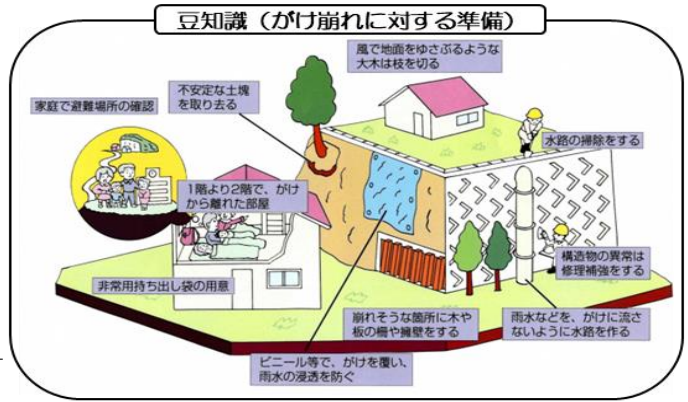 豆知識（がけ崩れに対する準備）
風で地面をゆさぶるような
大木は枝を切る
不安定な土塊
を取り去る
家庭で避難場所の確認
水路の掃除をする
1階より2階で、がけ
から離れた部屋
構造物の異常は
修理補強をする
非常用持ち出し袋の用意
崩れそうな箇所に木や
板の柵や擁壁をする
雨水などを、がけに流さ
ないように水路を作る
ビニール等で、がけを覆い、
雨水の浸透を防ぐ